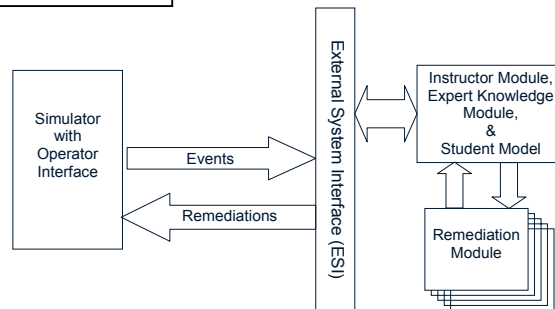 Simulator
with
Operator
Interface
Events
Remediations
External System Interface (ESI)
Instructor Module,
Expert Knowledge
Module,
&
Student Model
Remediation
Module